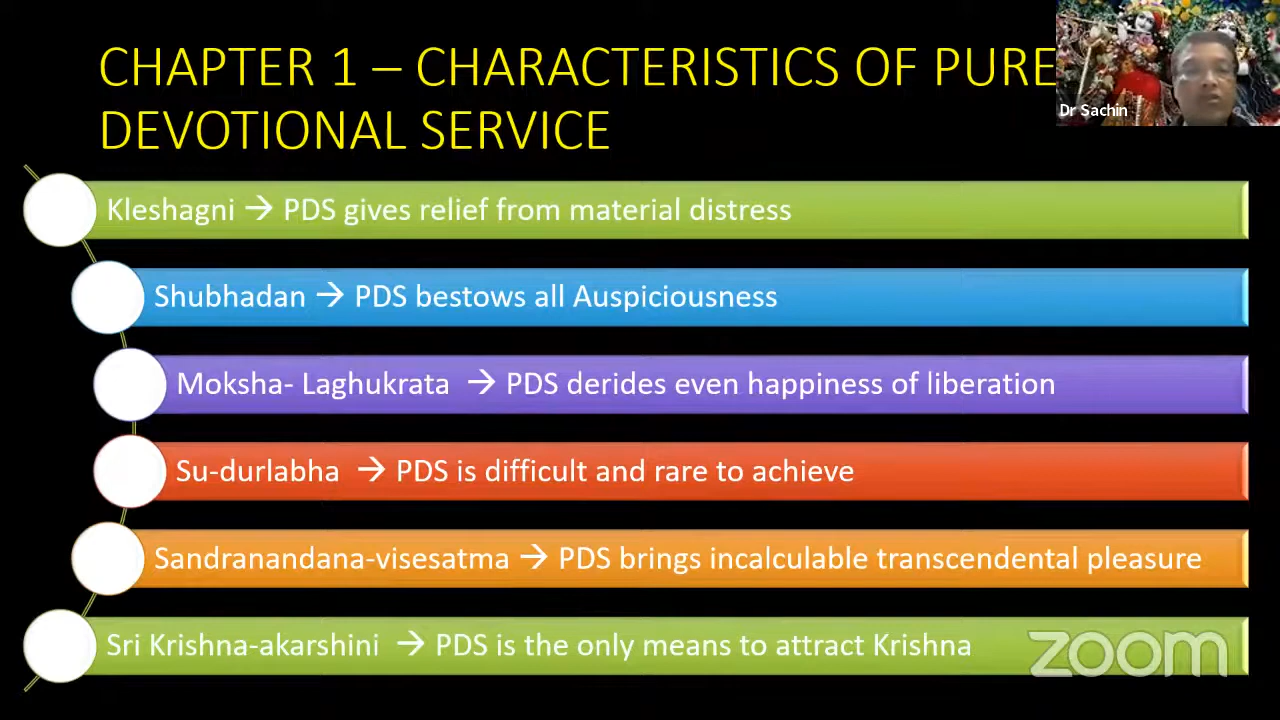 CHAPTER 1 – CHARACTERISTICS OF PURE
DEVOTIONAL SERVICE
Dr Sachin
Kleshagni → PDS gives relief from material distress
Shubhadan → PDS bestows all Auspiciousness
Moksha- Laghukrata → PDS derides even happiness of liberation
Su-durlabha → PDS is difficult and rare to achieve
Sandranandana-visesatma → PDS brings incalculable transcendental pleasure
Sri Krishna-akarshini → PDS is the only means to attract Krishna
zoom